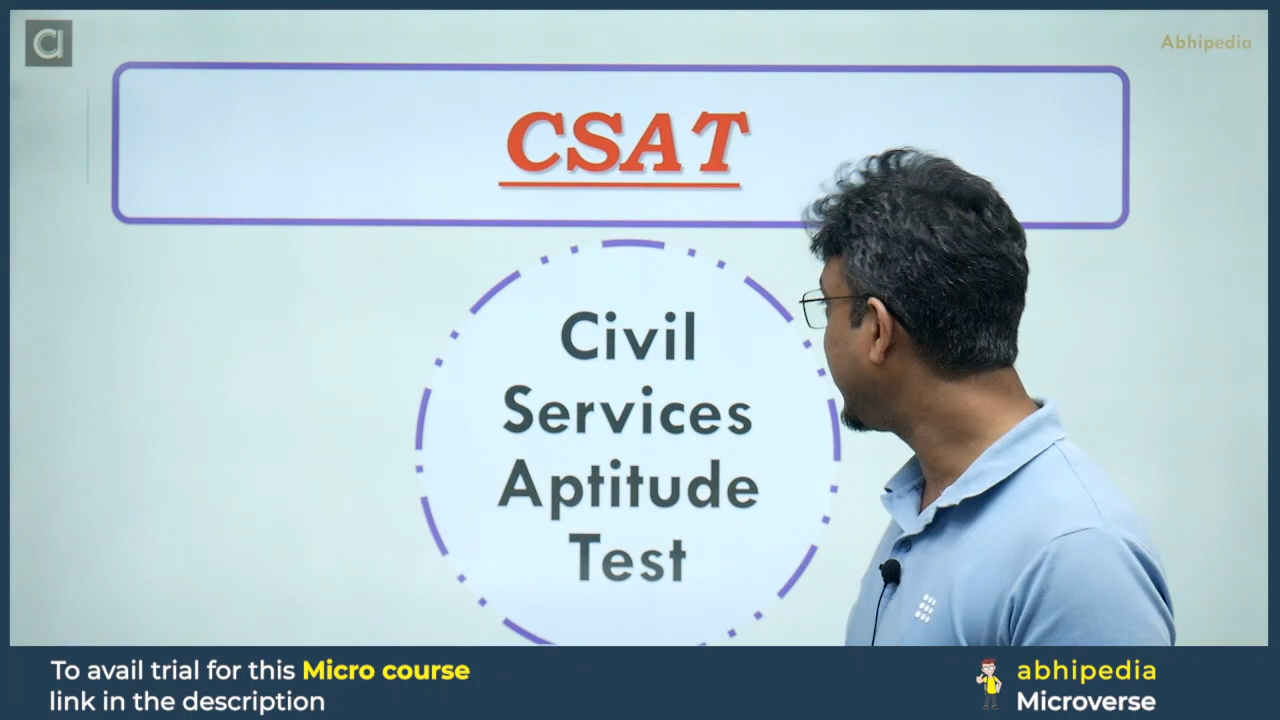 a
Abhipedia
CSAT
Civil
Services
Aptitude
Test
To avail trial for this Micro course
link in the description
abhipedia
Microverse